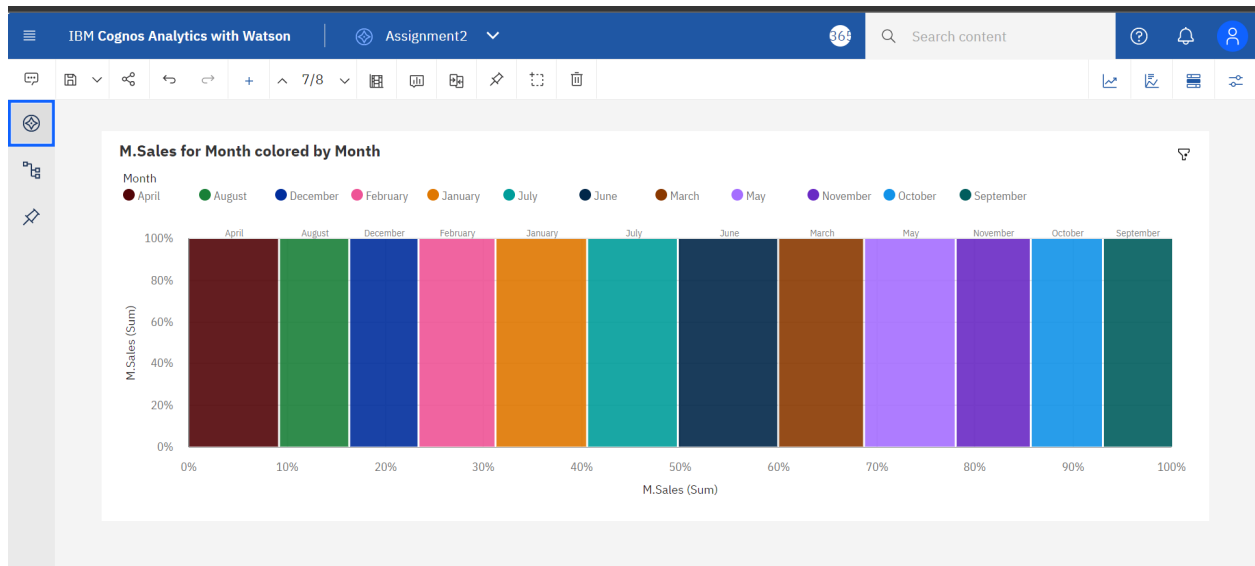 IBM Cognos Analytics with Watson Assignment2 365 Search content
7/8
M.Sales for Month colored by Month
Month
April August December February January July June March May November October September
April August December February January July June March May November October September
100%
80%
60%
40%
20%
0%
M.Sales (Sum)
0% 10% 20% 30% 40% 50% 60% 70% 80% 90% 100%
M.Sales (Sum)